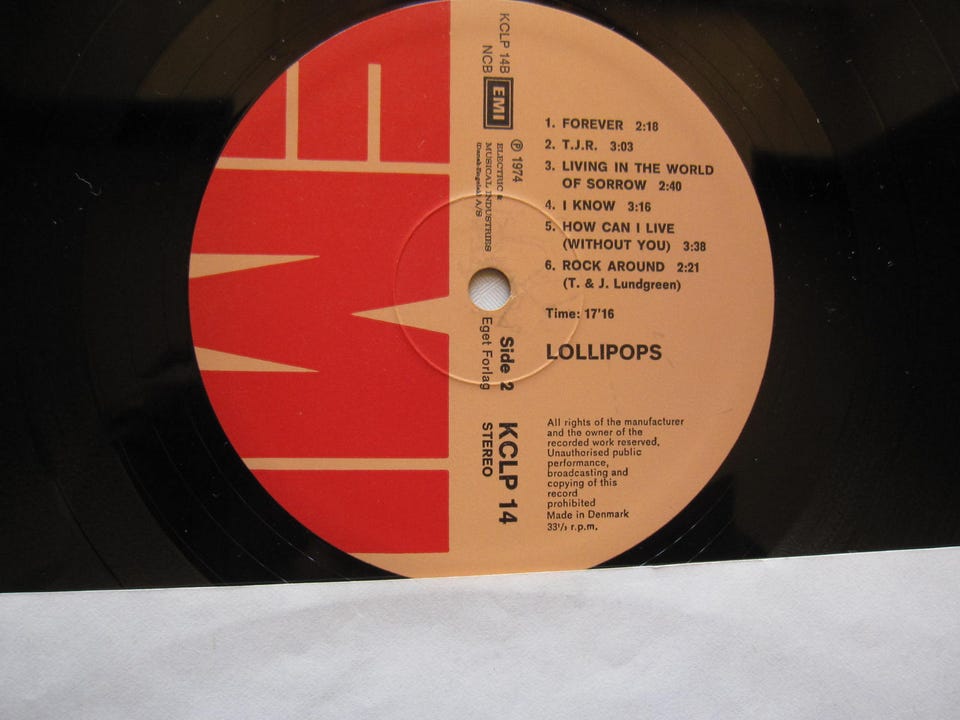 KCLP 14B
NCB
EMI
℗ 1974
ELECTRIC &
MUSICAL INDUSTRIES
(Dansk-Engelsk) A/S
1. FOREVER 2:18
2. T.J.R. 3:03
3. LIVING IN THE WORLD
OF SORROW 2:40
4. I KNOW 3:16
5. HOW CAN I LIVE
(WITHOUT YOU) 3:38
6. ROCK AROUND 2:21
(T. & J. Lundgreen)
Time: 17'16
LOLLIPOPS
Side 2
Eget Forlag
KCLP 14
STEREO
All rights of the manufacturer
and the owner of the
recorded work reserved,
Unauthorised public
performance,
broadcasting and
copying of this
record
prohibited
Made in Denmark
33⅓ r.p.m.
EMI